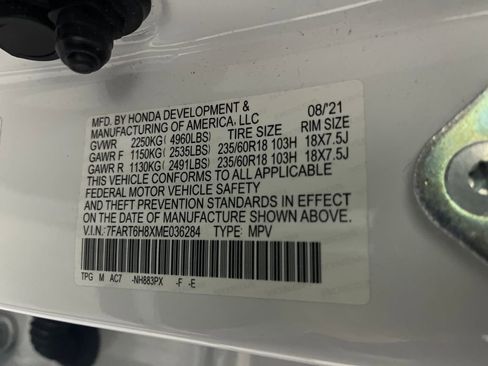 MFD. BY HONDA DEVELOPMENT & 08/'21
MANUFACTURING OF AMERICA, LLC
GVWR 2250KG( 4960LBS) TIRE SIZE RIM SIZE
GAWR F 1150KG( 2535LBS) 235/60R18 103H 18X7.5J
GAWR R 1130KG( 2491LBS) 235/60R18 103H 18X7.5J
THIS VEHICLE CONFORMS TO ALL APPLICABLE
FEDERAL MOTOR VEHICLE SAFETY
AND THEFT PREVENTION STANDARDS IN EFFECT
ON THE DATE OF MANUFACTURE SHOWN ABOVE.
V.I.N.: 7FART6H8XME036284 TYPE: MPV
TPG M AC7 -NH883PX -F -E